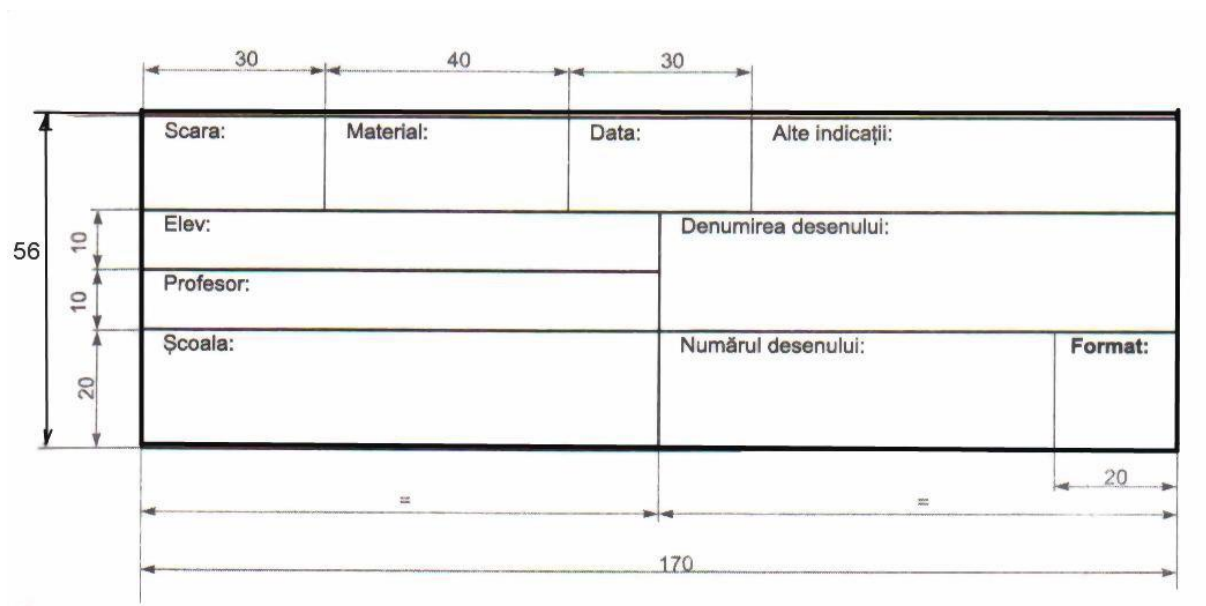 30 40 30
Scara: Material: Data: Alte indicații:
Elev: Denumirea desenului:
56
10
Profesor:
10
Școala: Numărul desenului: Format:
20
20
= =
170